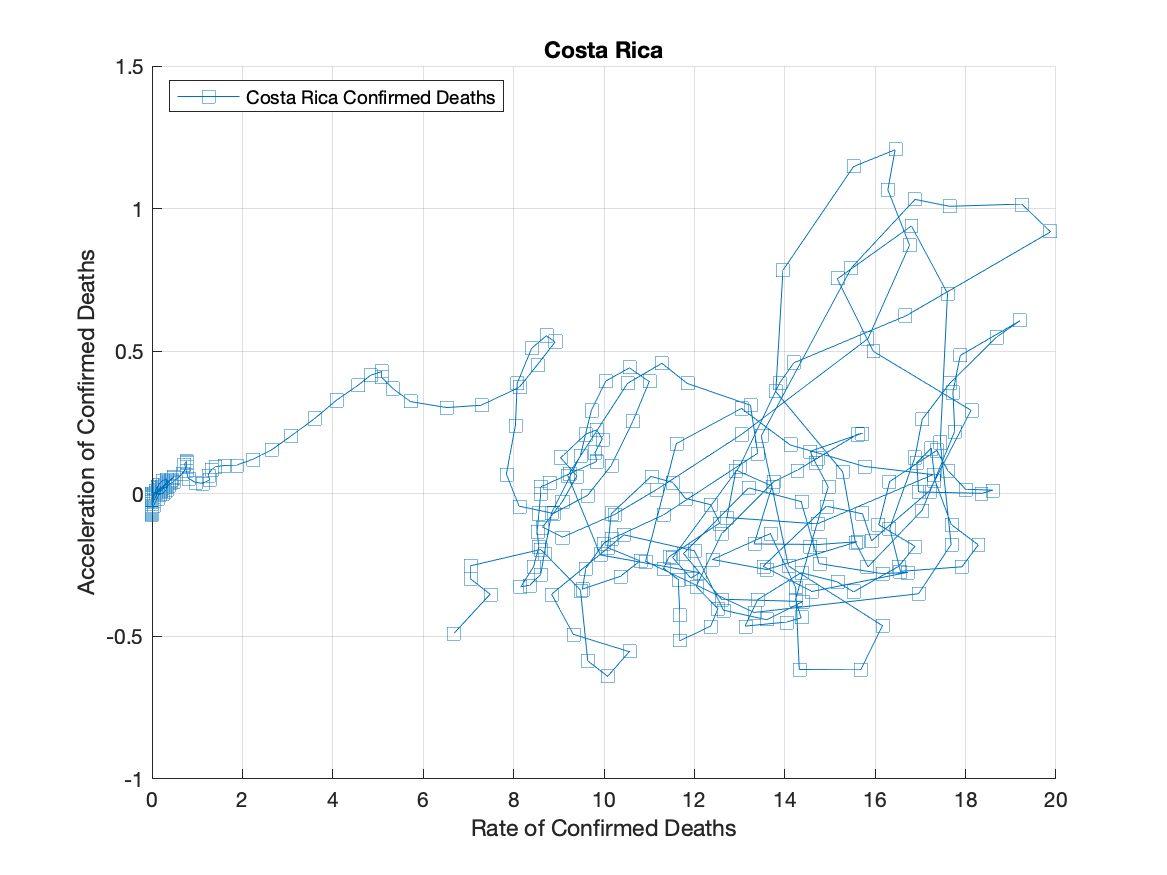 Costa Rica
1.5
Costa Rica Confirmed Deaths
1
0.5
0
-0.5
-1
Acceleration of Confirmed Deaths
0 2 4 6 8 10 12 14 16 18 20
Rate of Confirmed Deaths